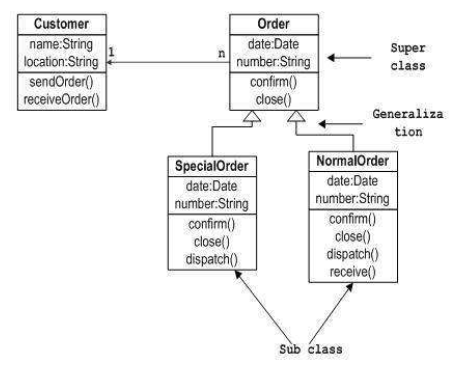 Customer
name:String
location:String
sendOrder()
receiveOrder()
1
n
Order
date:Date
number:String
confirm()
close()
Super
class
Generaliza
tion
SpecialOrder
date:Date
number:String
confirm()
close()
dispatch()
NormalOrder
date:Date
number:String
confirm()
close()
dispatch()
receive()
Sub class